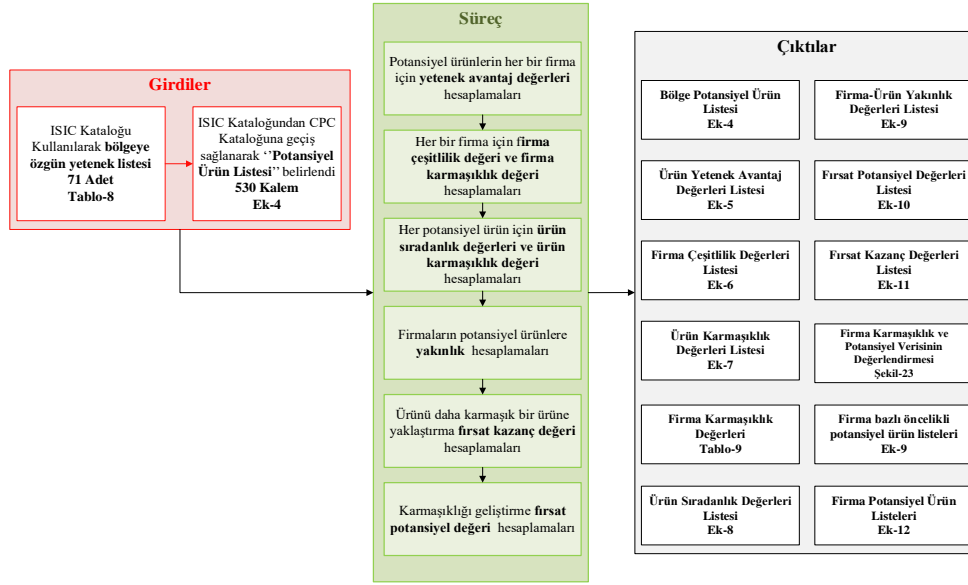 Girdiler
ISIC Kataloğu
Kullanılarak bölgeye
özgün yetenek listesi
71 Adet
Tablo-8
ISIC Kataloğundan CPC
Kataloğuna geçiş
sağlanarak ‘’Potansiyel
Ürün Listesi’’ belirlendi
530 Kalem
Ek-4
Süreç
Potansiyel ürünlerin her bir firma
için yetenek avantaj değerleri
hesaplamaları
Her bir firma için firma
çeşitlilik değeri ve firma
karmaşıklık değeri
hesaplamaları
Her potansiyel ürün için ürün
sıradanlık değerleri ve ürün
karmaşıklık değeri
hesaplamaları
Firmaların potansiyel ürünlere
yakınlık hesaplamaları
Ürünü daha karmaşık bir ürüne
yaklaştırma fırsat kazanç değeri
hesaplamaları
Karmaşıklığı geliştirme fırsat
potansiyel değeri hesaplamaları
Çıktılar
Bölge Potansiyel Ürün
Listesi
Ek-4
Firma-Ürün Yakınlık
Değerleri Listesi
Ek-9
Ürün Yetenek Avantaj
Değerleri Listesi
Ek-5
Fırsat Potansiyel Değerleri
Listesi
Ek-10
Firma Çeşitlilik Değerleri
Listesi
Ek-6
Fırsat Kazanç Değerleri
Listesi
Ek-11
Ürün Karmaşıklık
Değerleri Listesi
Ek-7
Firma Karmaşıklık ve
Potansiyel Verisinin
Değerlendirmesi
Şekil-23
Firma Karmaşıklık
Değerleri
Tablo-9
Firma bazlı öncelikli
potansiyel ürün listeleri
Ek-9
Ürün Sıradanlık Değerleri
Listesi
Ek-8
Firma Potansiyel Ürün
Listeleri
Ek-12